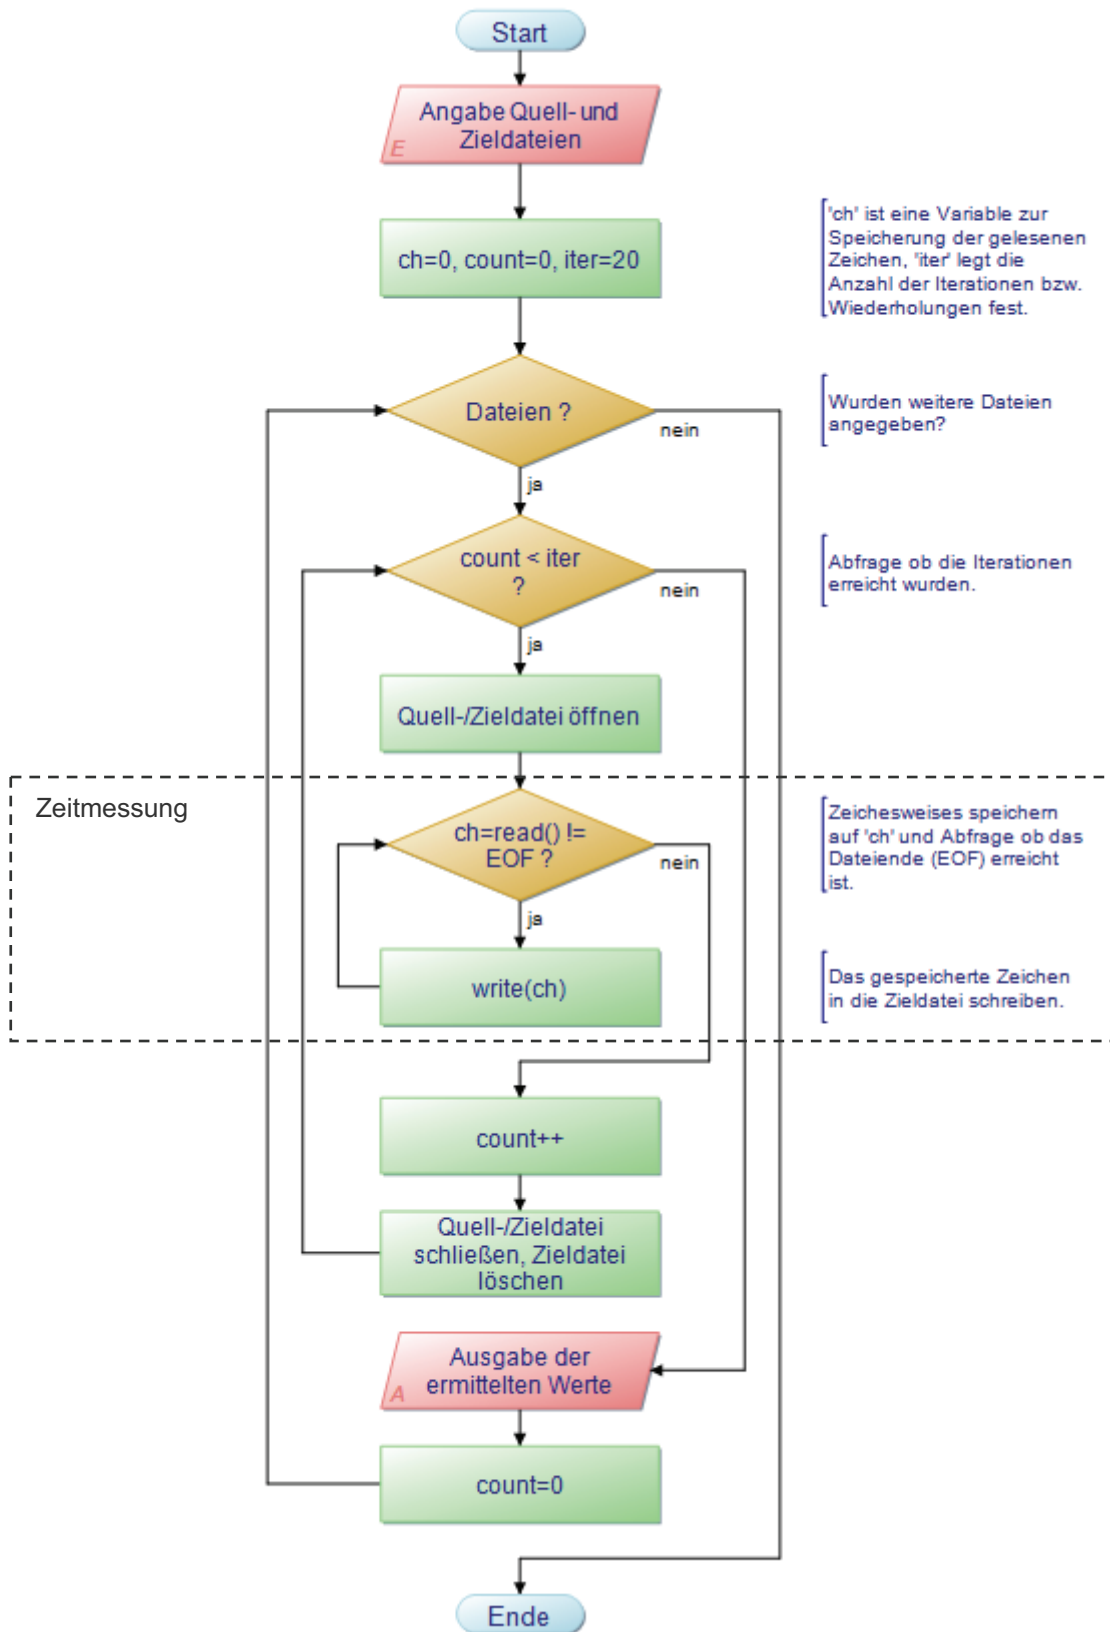 Start
Angabe Quell- und
Zieldateien
E
ch=0, count=0, iter=20
'ch' ist eine Variable zur
Speicherung der gelesenen
Zeichen, 'iter' legt die
Anzahl der Iterationen bzw.
Wiederholungen fest.
Dateien ?
nein
ja
Wurden weitere Dateien
angegeben?
count < iter
?
nein
ja
Abfrage ob die Iterationen
erreicht wurden.
Quell-/Zieldatei öffnen
Zeitmessung
ch=read() !=
EOF ?
nein
ja
Zeichesweises speichern
auf 'ch' und Abfrage ob das
Dateiende (EOF) erreicht
ist.
write(ch)
Das gespeicherte Zeichen
in die Zieldatei schreiben.
count++
Quell-/Zieldatei
schließen, Zieldatei
löschen
Ausgabe der
ermittelten Werte
A
count=0
Ende